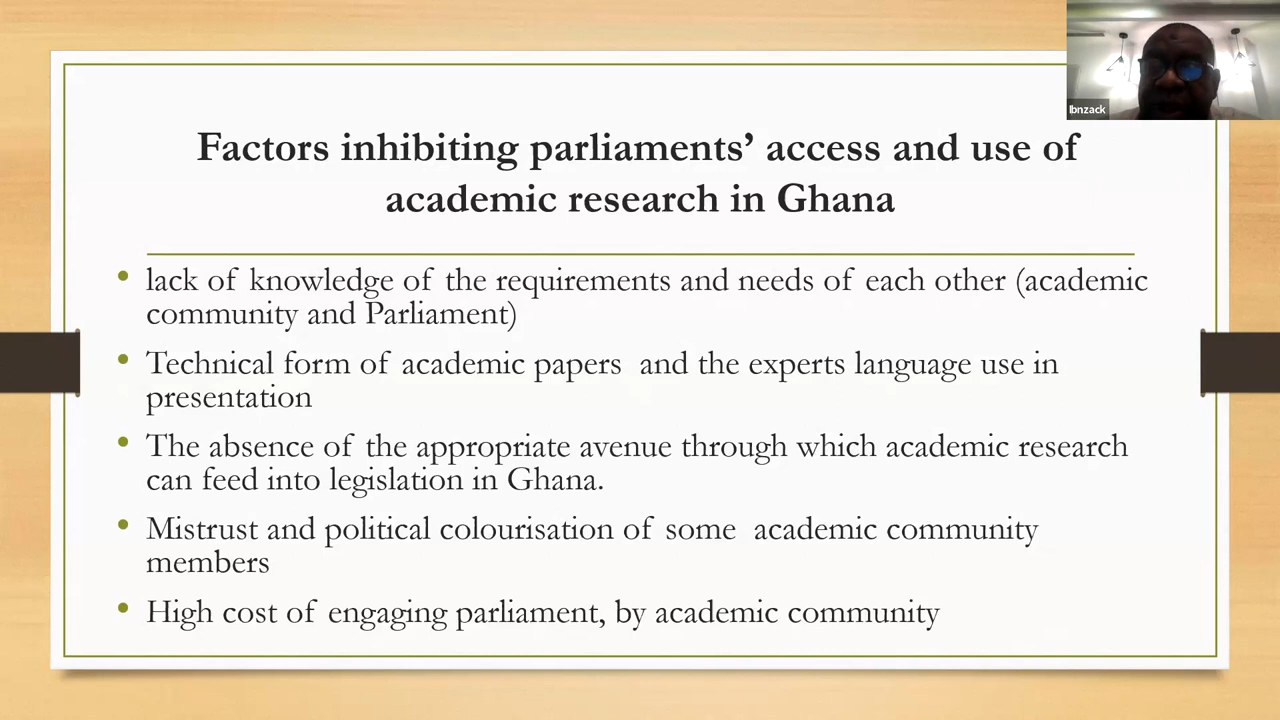 Ibnzack
Factors inhibiting parliaments’ access and use of
academic research in Ghana
• lack of knowledge of the requirements and needs of each other (academic
community and Parliament)
• Technical form of academic papers and the experts language use in
presentation
• The absence of the appropriate avenue through which academic research
can feed into legislation in Ghana.
• Mistrust and political colourisation of some academic community
members
• High cost of engaging parliament, by academic community